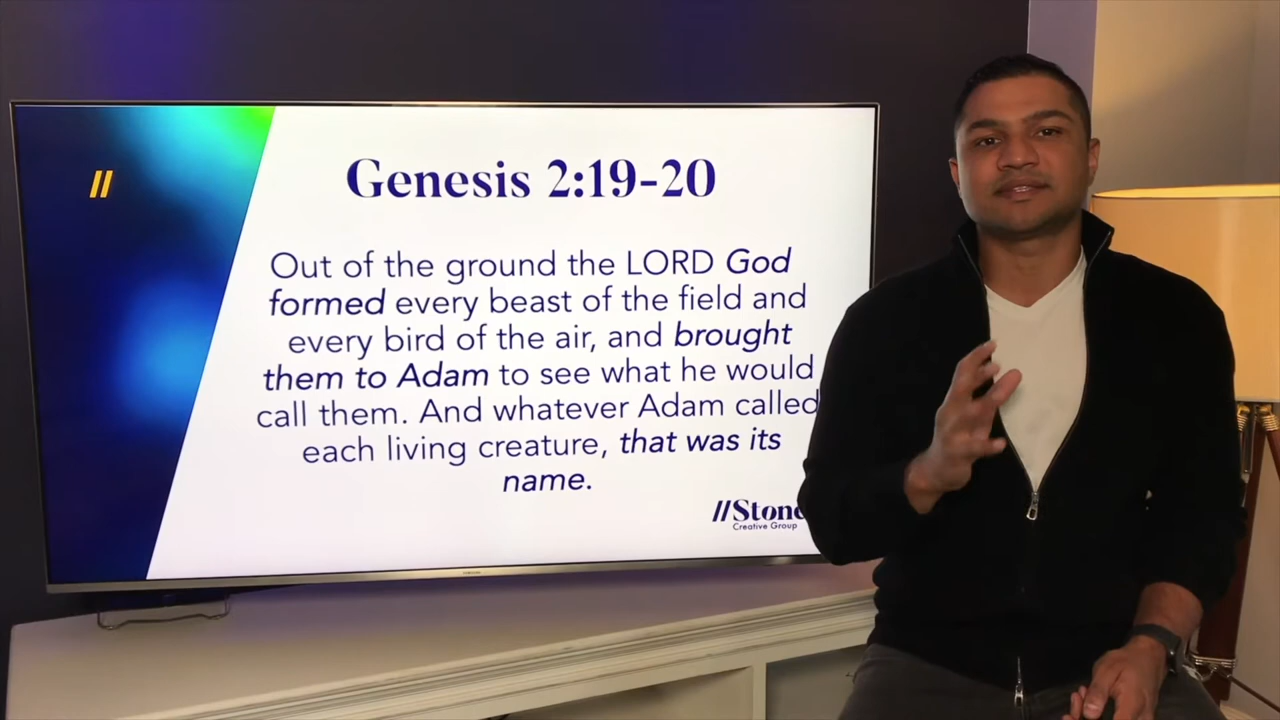 //
Genesis 2:19-20
Out of the ground the LORD God
formed every beast of the field and
every bird of the air, and brought
them to Adam to see what he would
call them. And whatever Adam called
each living creature, that was its
name.
//Stone
Creative Group